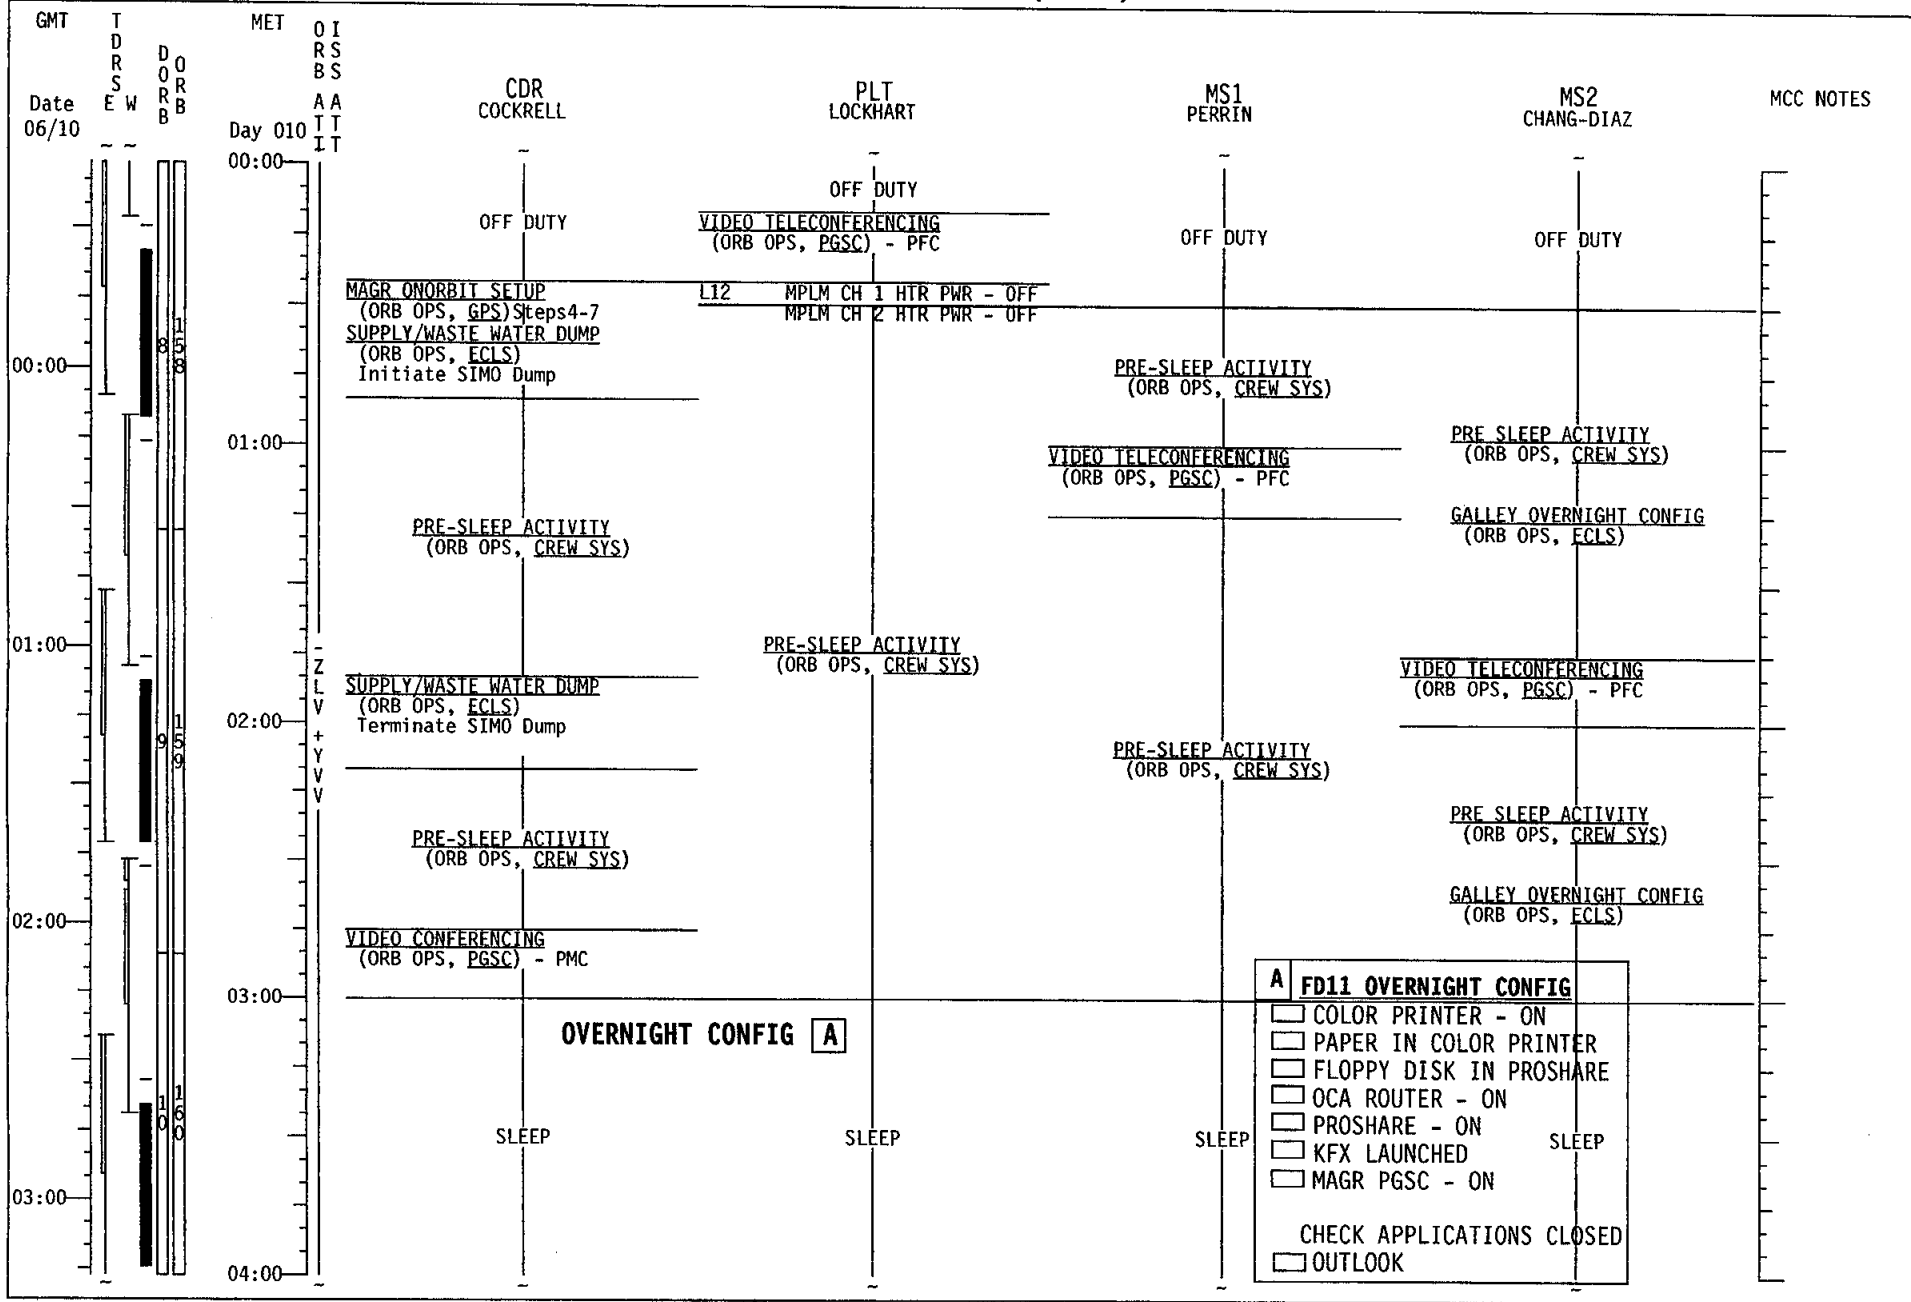 GMT
TDRS
E W
DORB
ORB
MET
ORB ATT
ISS ATT
Date
06/10
Day 010
CDR
COCKRELL
PLT
LOCKHART
MS1
PERRIN
MS2
CHANG-DIAZ
MCC NOTES
00:00
OFF DUTY
OFF DUTY
OFF DUTY
OFF DUTY
VIDEO TELECONFERENCING
(ORB OPS, PGSC) - PFC
MAGR ONORBIT SETUP
(ORB OPS, GPS)Steps4-7
SUPPLY/WASTE WATER DUMP
(ORB OPS, ECLS)
Initiate SIMO Dump
L12 MPLM CH 1 HTR PWR - OFF
MPLM CH 2 HTR PWR - OFF
8
158
00:00
PRE-SLEEP ACTIVITY
(ORB OPS, CREW SYS)
01:00
PRE SLEEP ACTIVITY
(ORB OPS, CREW SYS)
VIDEO TELECONFERENCING
(ORB OPS, PGSC) - PFC
PRE-SLEEP ACTIVITY
(ORB OPS, CREW SYS)
GALLEY OVERNIGHT CONFIG
(ORB OPS, ECLS)
01:00
PRE-SLEEP ACTIVITY
(ORB OPS, CREW SYS)
-ZLV +YVV
VIDEO TELECONFERENCING
(ORB OPS, PGSC) - PFC
SUPPLY/WASTE WATER DUMP
(ORB OPS, ECLS)
Terminate SIMO Dump
02:00
9
159
PRE-SLEEP ACTIVITY
(ORB OPS, CREW SYS)
PRE-SLEEP ACTIVITY
(ORB OPS, CREW SYS)
PRE SLEEP ACTIVITY
(ORB OPS, CREW SYS)
GALLEY OVERNIGHT CONFIG
(ORB OPS, ECLS)
02:00
VIDEO CONFERENCING
(ORB OPS, PGSC) - PMC
03:00
OVERNIGHT CONFIG A
A FD11 OVERNIGHT CONFIG
COLOR PRINTER - ON
PAPER IN COLOR PRINTER
FLOPPY DISK IN PROSHARE
OCA ROUTER - ON
PROSHARE - ON
KFX LAUNCHED
MAGR PGSC - ON
CHECK APPLICATIONS CLOSED
OUTLOOK
10
160
SLEEP
SLEEP
SLEEP
SLEEP
03:00
04:00